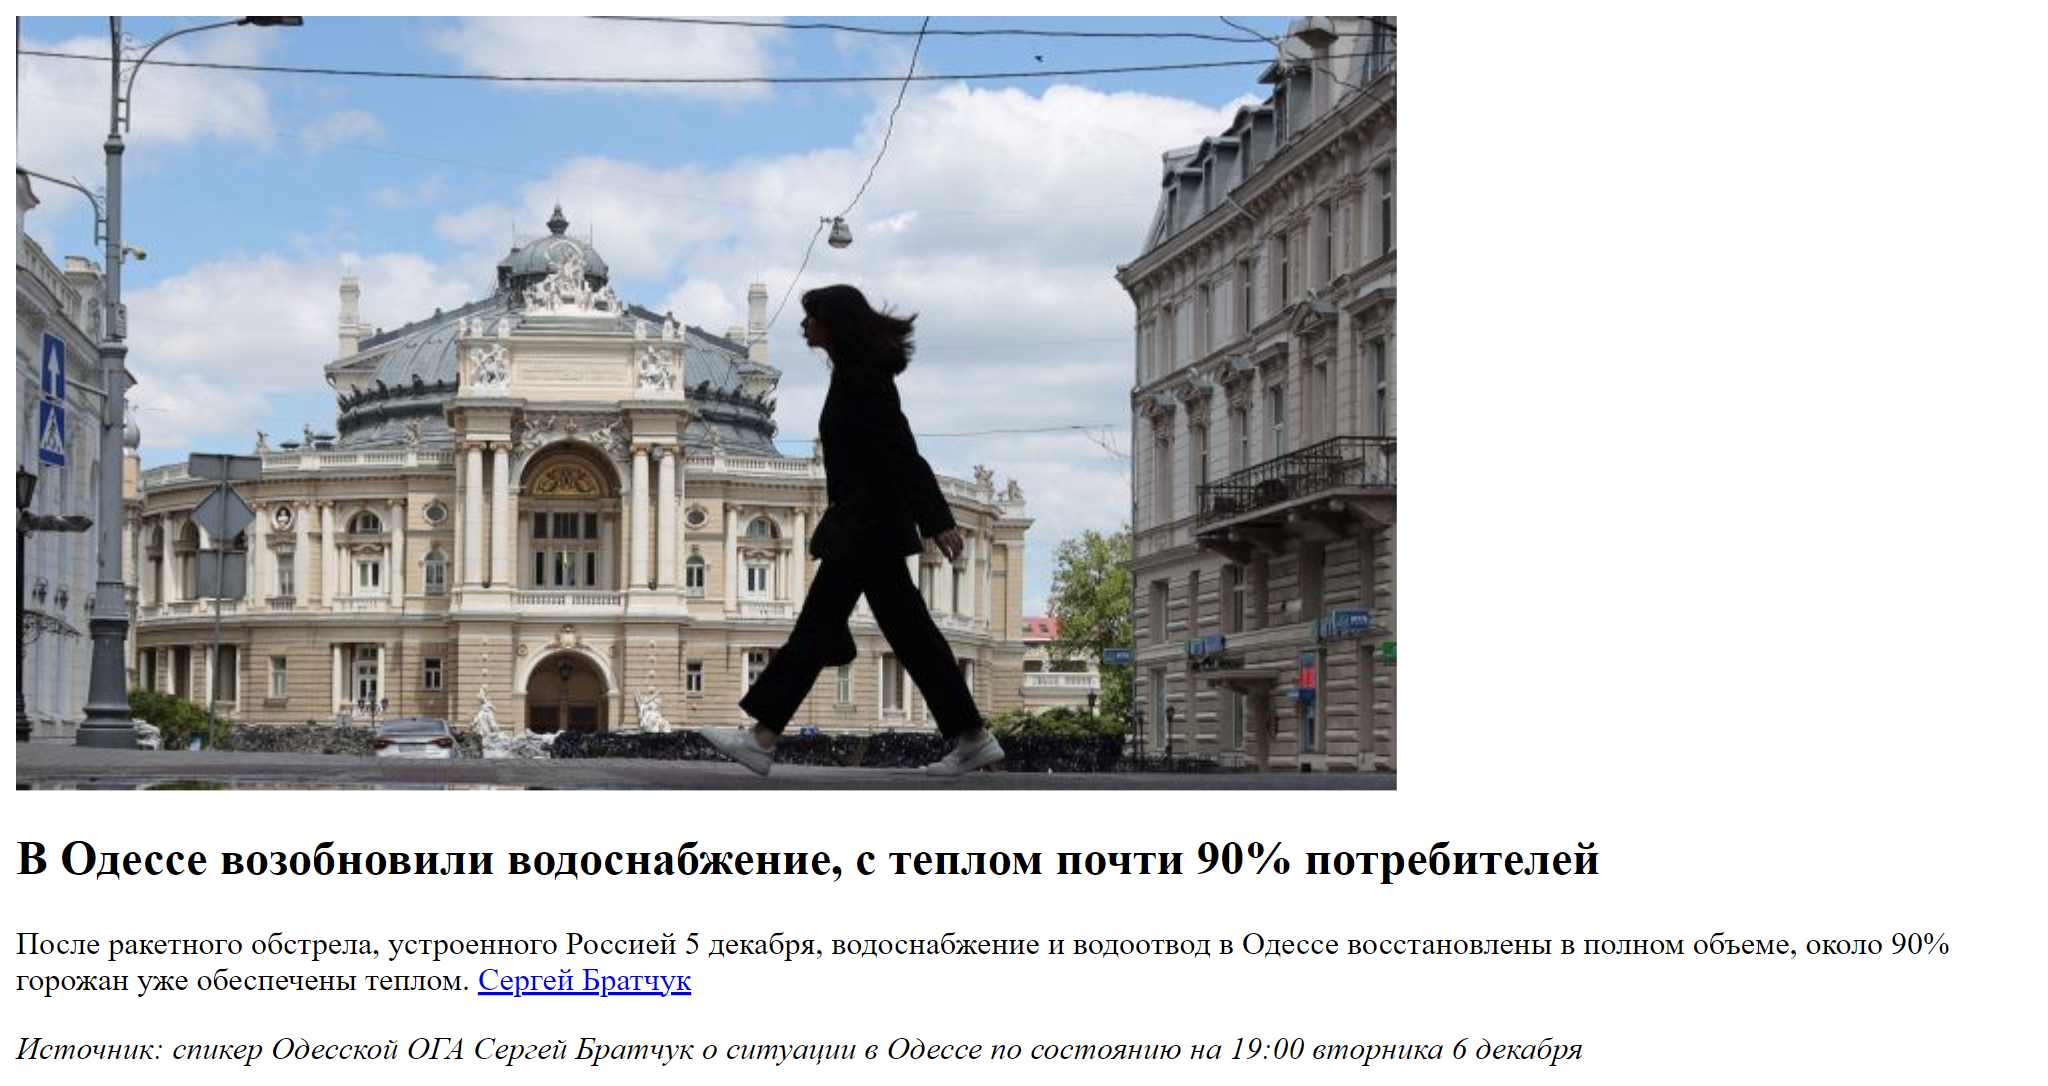 В Одессе возобновили водоснабжение, с теплом почти 90% потребителей
После ракетного обстрела, устроенного Россией 5 декабря, водоснабжение и водоотвод в Одессе восстановлены в полном объеме, около 90%
горожан уже обеспечены теплом. Сергей Братчук
Источник: спикер Одесской ОГА Сергей Братчук о ситуации в Одессе по состоянию на 19:00 вторника 6 декабря